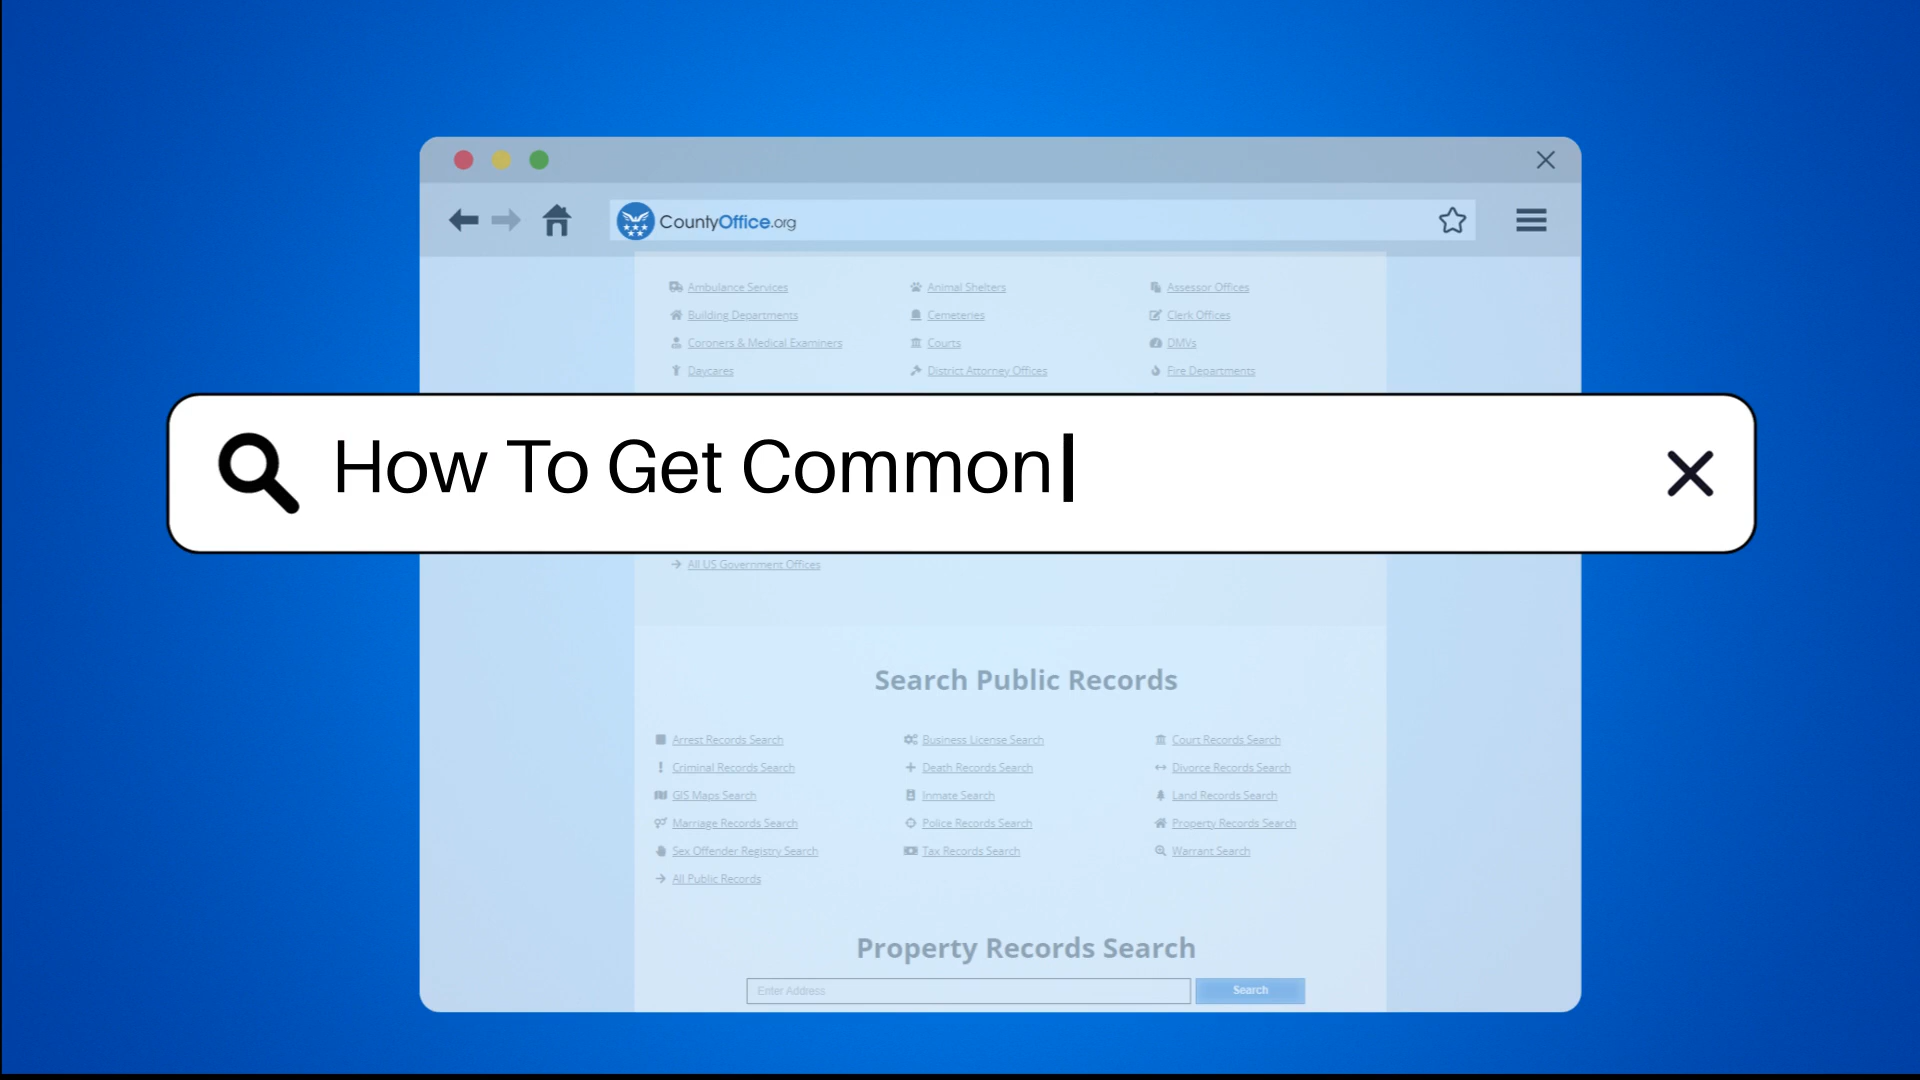 CountyOffice.org
Ambulance Services Animal Shelters Assessor Offices
Building Departments Cemeteries Clerk Offices
Coroners & Medical Examiners Courts DMVs
Daycares District Attorney Offices Fire Departments
How To Get Common
All US Government Offices
Search Public Records
Arrest Records Search Business License Search Court Records Search
Criminal Records Search Death Records Search Divorce Records Search
GIS Maps Search Inmate Search Land Records Search
Marriage Records Search Police Records Search Property Records Search
Sex Offender Registry Search Tax Records Search Warrant Search
All Public Records
Property Records Search
Enter Address Search